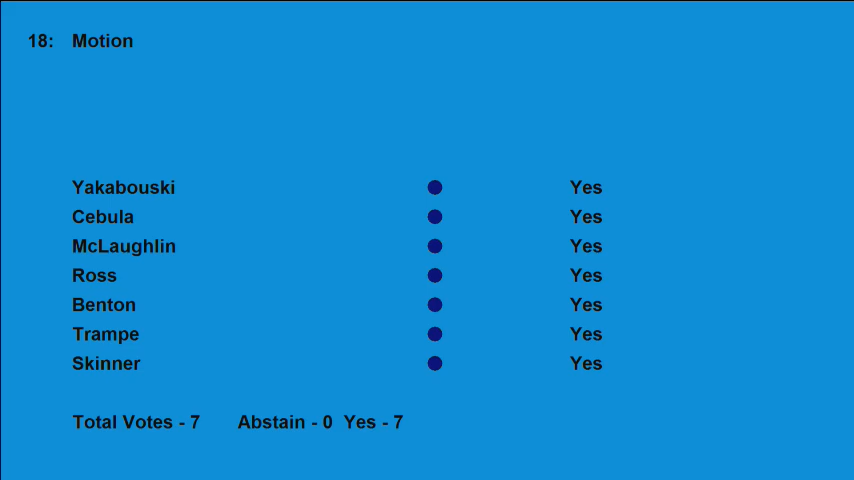 18: Motion
Yakabouski Yes
Cebula Yes
McLaughlin Yes
Ross Yes
Benton Yes
Trampe Yes
Skinner Yes
Total Votes - 7 Abstain - 0 Yes - 7